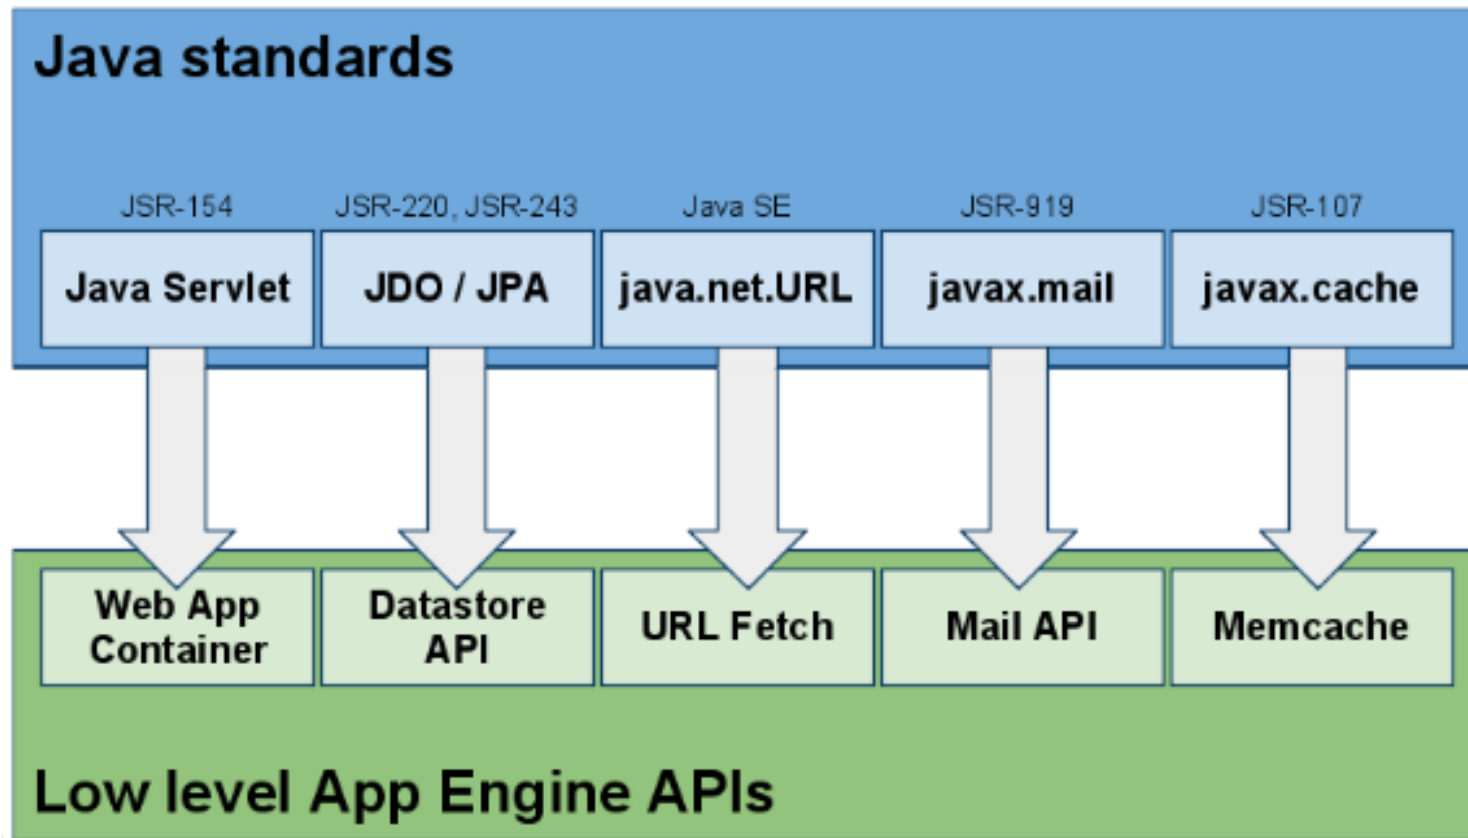 Java standards
JSR-154
JSR-220, JSR-243
Java SE
JSR-919
JSR-107
Java Servlet
JDO / JPA
java.net.URL
javax.mail
javax.cache
Web App
Container
Datastore
API
URL Fetch
Mail API
Memcache
Low level App Engine APIs